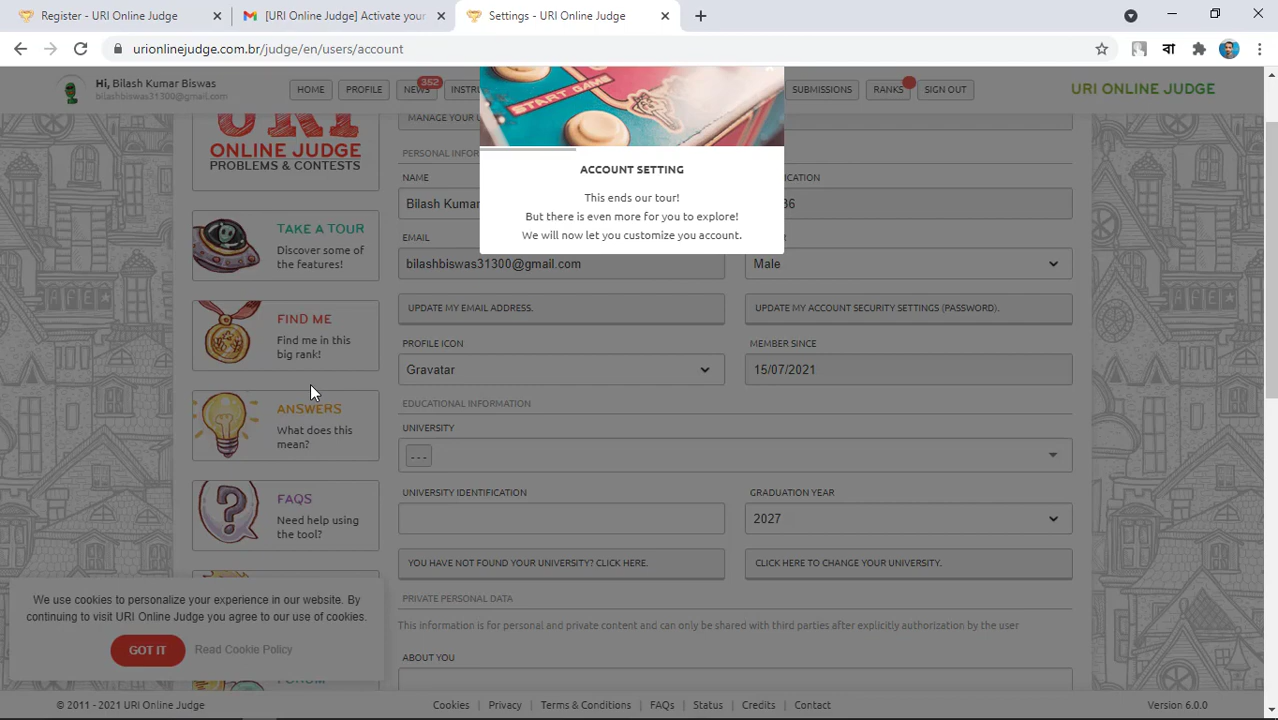 Register - URI Online Judge
[URI Online Judge] Activate your
Settings - URI Online Judge
urionlinejudge.com.br/judge/en/users/account
বা
Hi, Bilash Kumar Biswas
bilashbiswas31300@gmail.com
HOME
PROFILE
NEWS
352
SUBMISSIONS
RANKS
SIGN OUT
URI ONLINE JUDGE
URI
ONLINE JUDGE
PROBLEMS & CONTESTS
TAKE A TOUR
Discover some of
the features!
FIND ME
Find me in this
big rank!
ANSWERS
What does this
mean?
FAQS
Need help using
the tool?
FORUM
START GAME
ACCOUNT SETTING
This ends our tour!
But there is even more for you to explore!
We will now let you customize you account.
PERSONAL INFOR
NAME
Bilash Kumar
EMAIL
bilashbiswas31300@gmail.com
Male
UPDATE MY EMAIL ADDRESS.
UPDATE MY ACCOUNT SECURITY SETTINGS (PASSWORD).
PROFILE ICON
MEMBER SINCE
Gravatar
15/07/2021
EDUCATIONAL INFORMATION
UNIVERSITY
---
UNIVERSITY IDENTIFICATION
GRADUATION YEAR
2027
YOU HAVE NOT FOUND YOUR UNIVERSITY? CLICK HERE.
CLICK HERE TO CHANGE YOUR UNIVERSITY.
PRIVATE PERSONAL DATA
This information is for personal and private content and can only be shared with third parties after explicitly authorization by the user
ABOUT YOU
We use cookies to personalize your experience in our website. By
continuing to visit URI Online Judge you agree to our use of cookies.
GOT IT
Read Cookie Policy
© 2011 - 2021 URI Online Judge
Cookies
Privacy
Terms & Conditions
FAQs
Status
Credits
Contact
Version 6.0.0